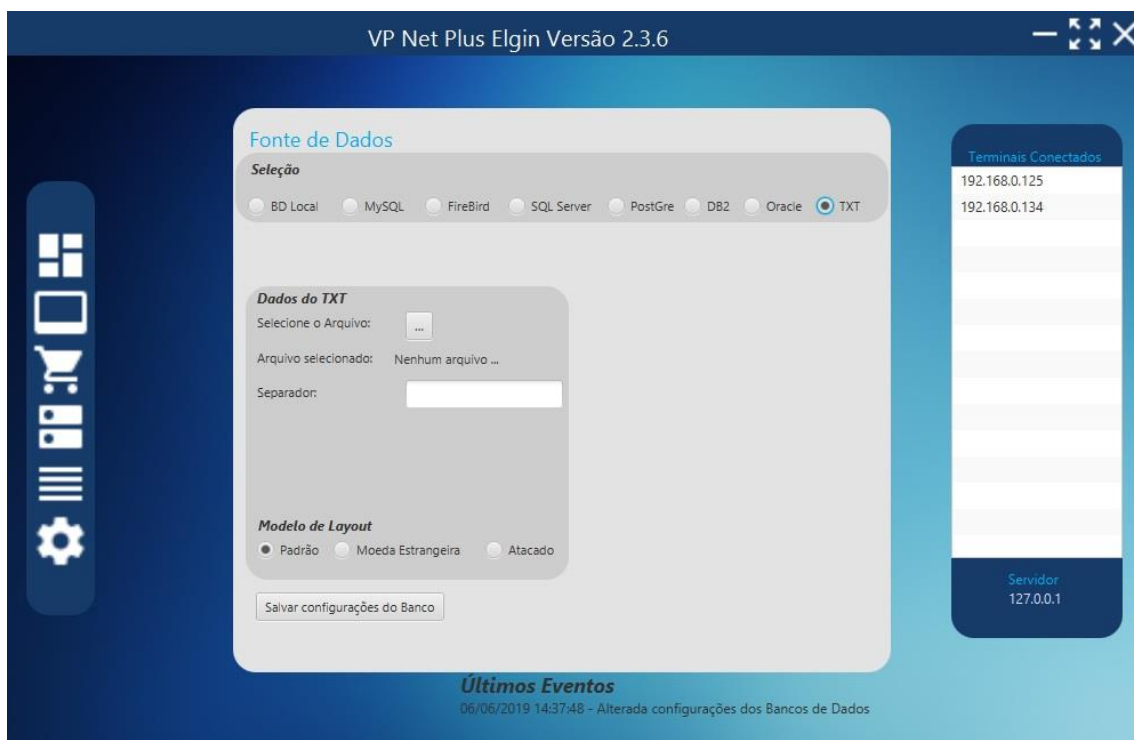 VP Net Plus Elgin Versão 2.3.6
Fonte de Dados
Seleção
BD Local MySQL FireBird SQL Server PostGre DB2 Oracle TXT
Dados do TXT
Selecione o Arquivo: ...
Arquivo selecionado: Nenhum arquivo ...
Separador:
Modelo de Layout
Padrão Moeda Estrangeira Atacado
Salvar configurações do Banco
Terminais Conectados
192.168.0.125
192.168.0.134
Servidor
127.0.0.1
Últimos Eventos
06/06/2019 14:37:48 - Alterada configurações dos Bancos de Dados